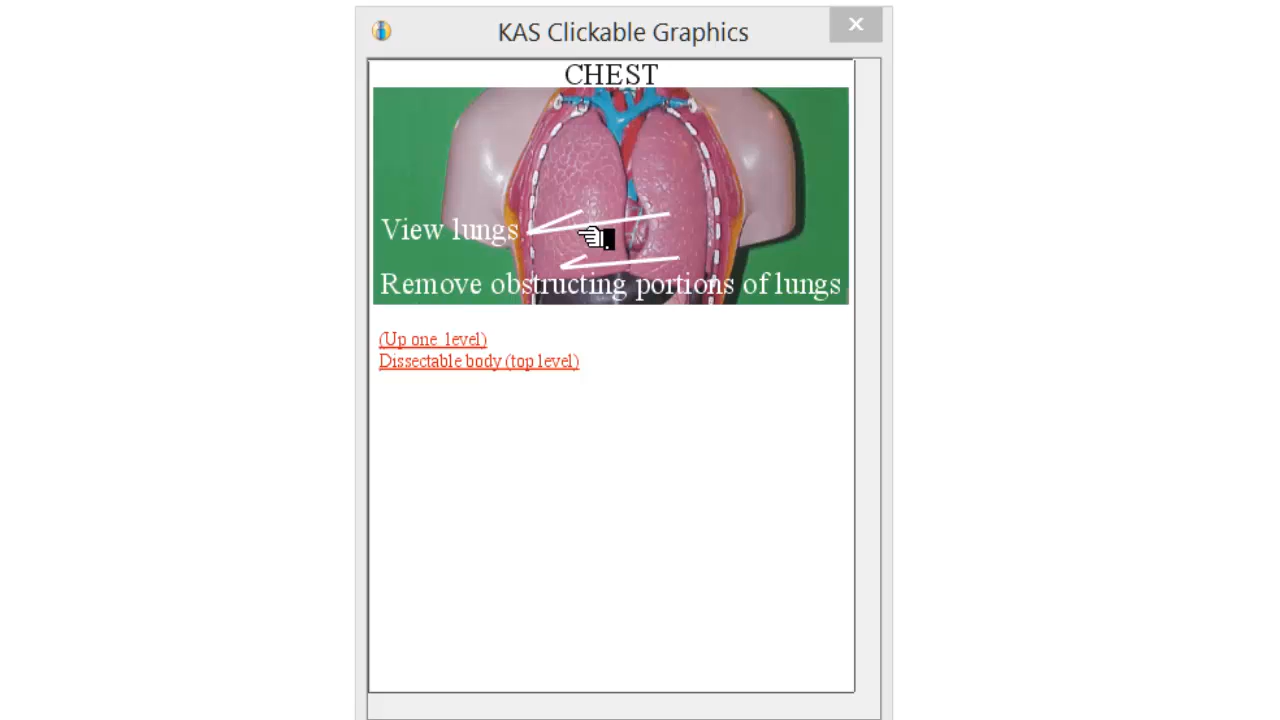 KAS Clickable Graphics
CHEST
View lungs
Remove obstructing portions of lungs
(Up one level)
Dissectable body (top level)